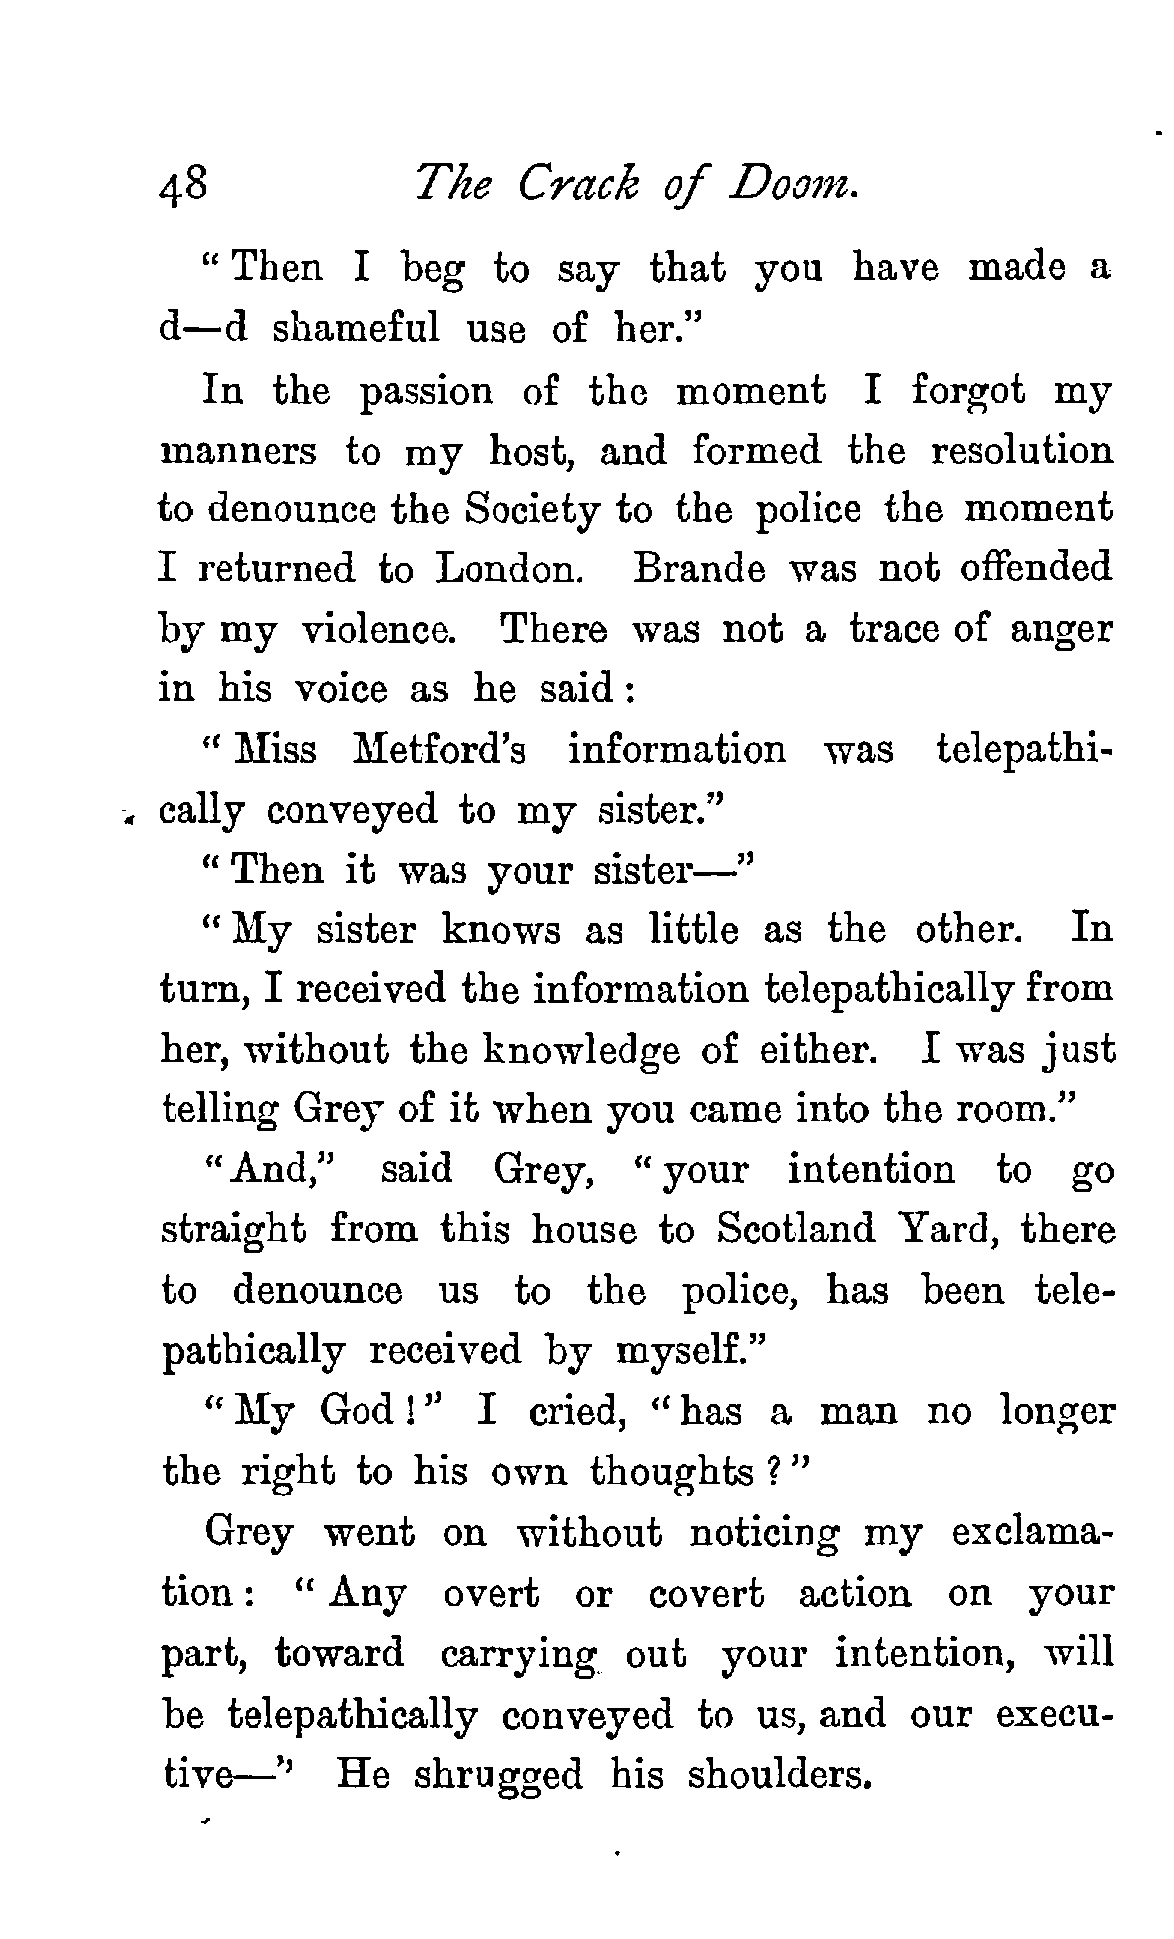 48 The Crack of Doom.
“ Then I beg to say that you have made a
d—d shameful use of her.”
In the passion of the moment I forgot my
manners to my host, and formed the resolution
to denounce the Society to the police the moment
I returned to London. Brande was not offended
by my violence. There was not a trace of anger
in his voice as he said :
“ Miss Metford’s information was telepathi-
cally conveyed to my sister.”
“ Then it was your sister—”
“ My sister knows as little as the other. In
turn, I received the information telepathically from
her, without the knowledge of either. I was just
telling Grey of it when you came into the room.”
“And,” said Grey, “ your intention to go
straight from this house to Scotland Yard, there
to denounce us to the police, has been tele-
pathically received by myself.”
“ My God ! ” I cried, “ has a man no longer
the right to his own thoughts ? ”
Grey went on without noticing my exclama-
tion : “ Any overt or covert action on your
part, toward carrying out your intention, will
be telepathically conveyed to us, and our execu-
tive—” He shrugged his shoulders.